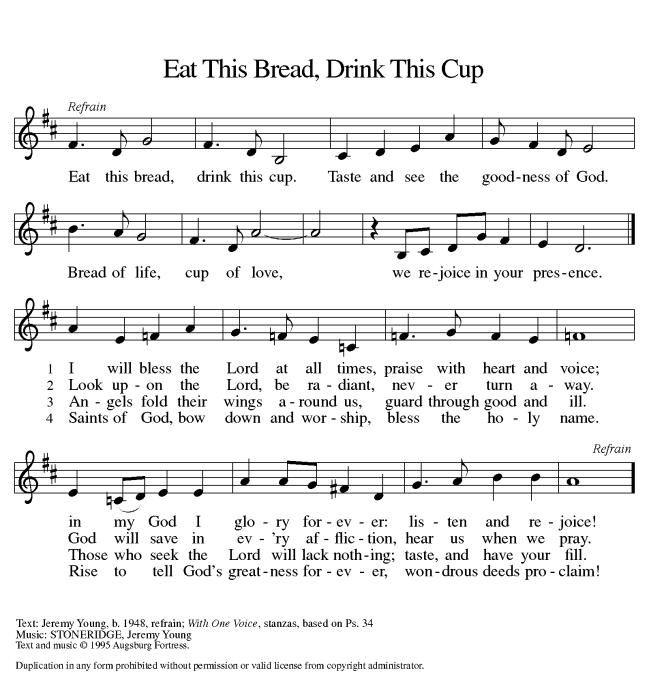 Eat This Bread, Drink This Cup
Refrain
Eat this bread, drink this cup. Taste and see the good-ness of God.
Bread of life, cup of love, we re-joice in your pres-ence.
1 I will bless the Lord at all times, praise with heart and voice;
2 Look up-on the Lord, be ra-diant, nev-er turn a-way.
3 An-gels fold their wings a-round us, guard through good and ill.
4 Saints of God, bow down and wor-ship, bless the ho-ly name.
Refrain
in my God I glo-ry for-ev-er: lis-ten and re-joice!
God will save in ev-'ry af-flic-tion, hear us when we pray.
Those who seek the Lord will lack noth-ing; taste, and have your fill.
Rise to tell God's great-ness for-ev-er, won-drous deeds pro-claim!
Text: Jeremy Young, b. 1948, refrain; With One Voice, stanzas, based on Ps. 34
Music: STONERIDGE, Jeremy Young
Text and music © 1995 Augsburg Fortress.
Duplication in any form prohibited without permission or valid license from copyright administrator.